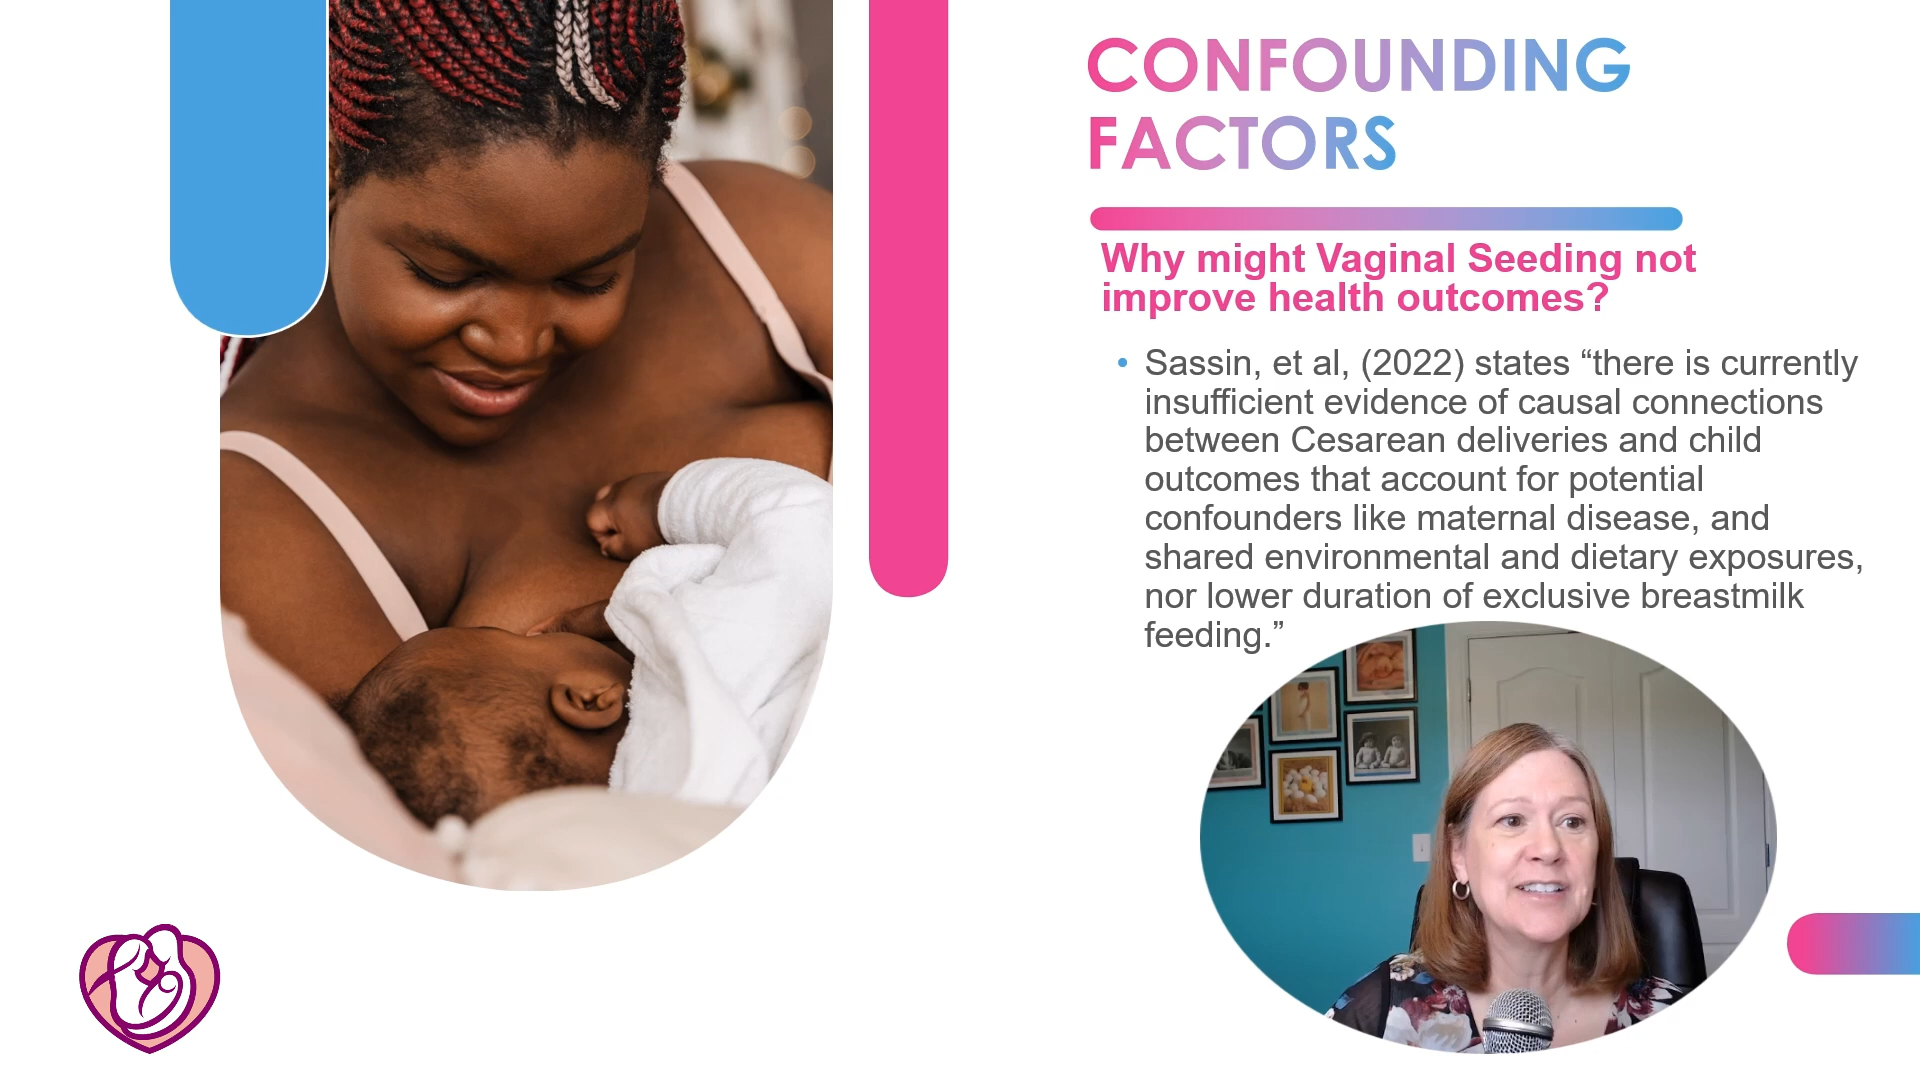 CONFOUNDING
FACTORS
Why might Vaginal Seeding not
improve health outcomes?
• Sassin, et al, (2022) states “there is currently
insufficient evidence of causal connections
between Cesarean deliveries and child
outcomes that account for potential
confounders like maternal disease, and
shared environmental and dietary exposures,
nor lower duration of exclusive breastmilk
feeding.”